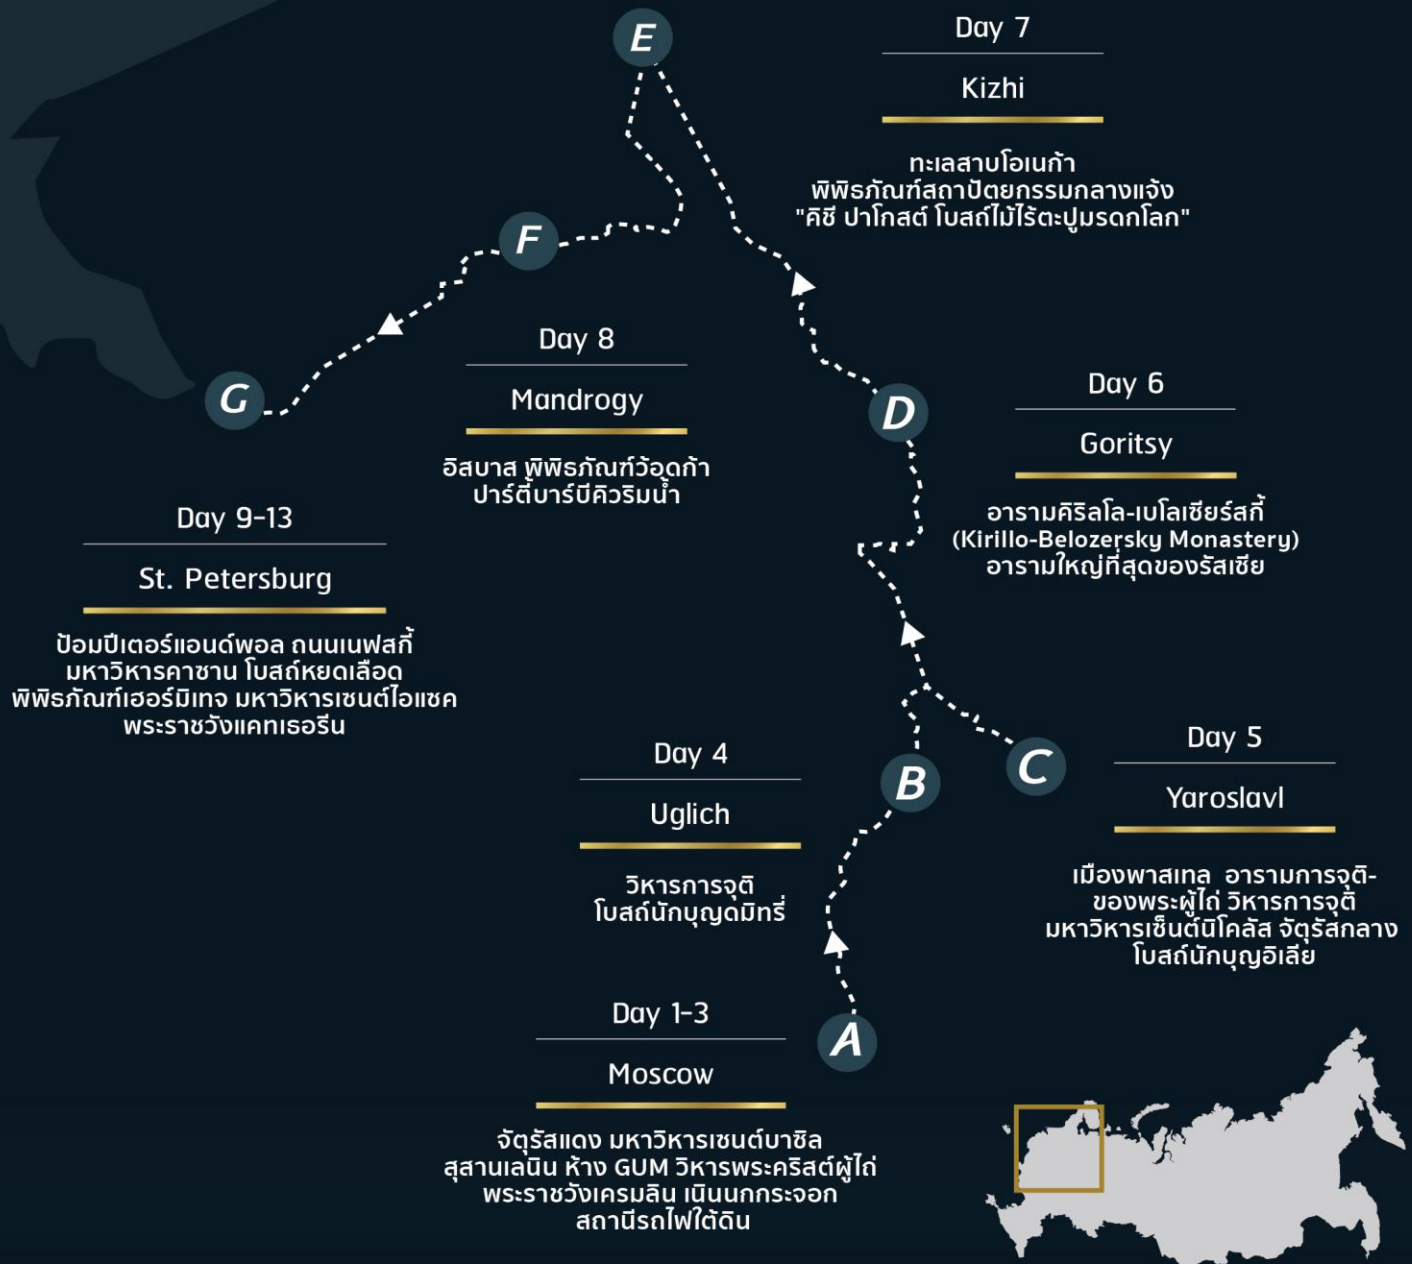 E
Day 7
Kizhi
ทะเลสาบโอเนก้า
พิพิธภัณฑ์สถาปัตยกรรมกลางแจ้ง
"คิชี ปาโกสต์ โบสถ์ไม้ไร้ตะปูมรดกโลก"
F
Day 8
Mandrogy
อิสบาส พิพิธภัณฑ์ว้อดก้า
ปาร์ตี้บาร์บีคิวริมน้ำ
G
Day 9-13
St. Petersburg
ป้อมปีเตอร์แอนด์พอล ถนนเนฟสกี้
มหาวิหารคาซาน โบสถ์หยดเลือด
พิพิธภัณฑ์เฮอร์มิเทจ มหาวิหารเซนต์ไอแซค
พระราชวังแคทเธอรีน
D
Day 6
Goritsy
อารามคิริลโล-เบโลเซียร์สกี้
(Kirillo-Belozersky Monastery)
อารามใหญ่ที่สุดของรัสเซีย
Day 4
Uglich
วิหารการจุติ
โบสถ์นักบุญดมิทรี่
B
C
Day 5
Yaroslavl
เมืองพาสเทล อารามการจุติ-
ของพระผู้ไถ่ วิหารการจุติ
มหาวิหารเซ็นต์นิโคลัส จัตุรัสกลาง
โบสถ์นักบุญอิเลีย
Day 1-3
Moscow
A
จัตุรัสแดง มหาวิหารเซนต์บาซิล
สุสานเลนิน ห้าง GUM วิหารพระคริสต์ผู้ไถ่
พระราชวังเครมลิน เนินนกกระจอก
สถานีรถไฟใต้ดิน